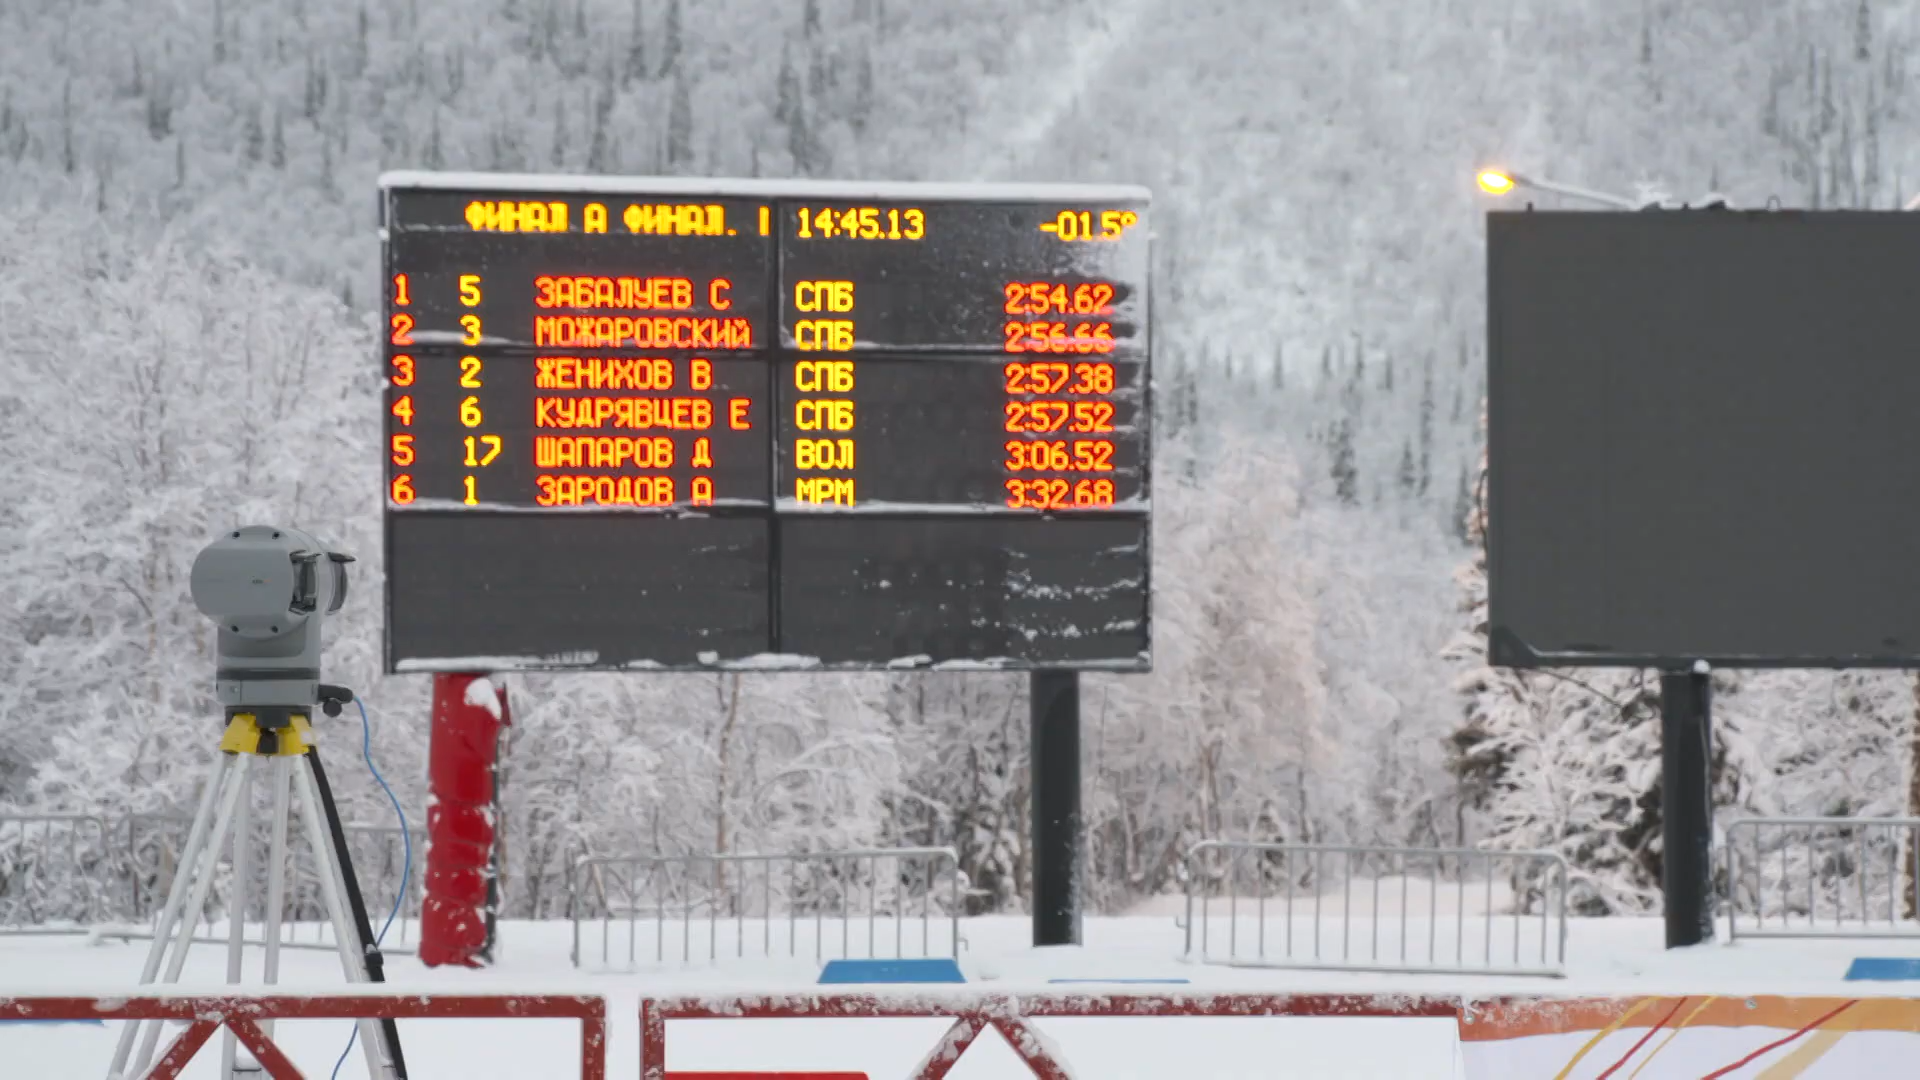 ФИНАЛ А ФИНАЛ. 14:45.13 -01.5°
1 5 ЗАБАЛУЕВ С СПБ 2:54.62
2 3 МОЖАРОВСКИЙ СПБ 2:56.66
3 2 ЖЕНИХОВ В СПБ 2:57.38
4 6 КУДРЯВЦЕВ Е СПБ 2:57.52
5 17 ШАПАРОВ Д ВОЛ 3:06.52
6 1 ЗАРОДОВ А МРМ 3:32.68